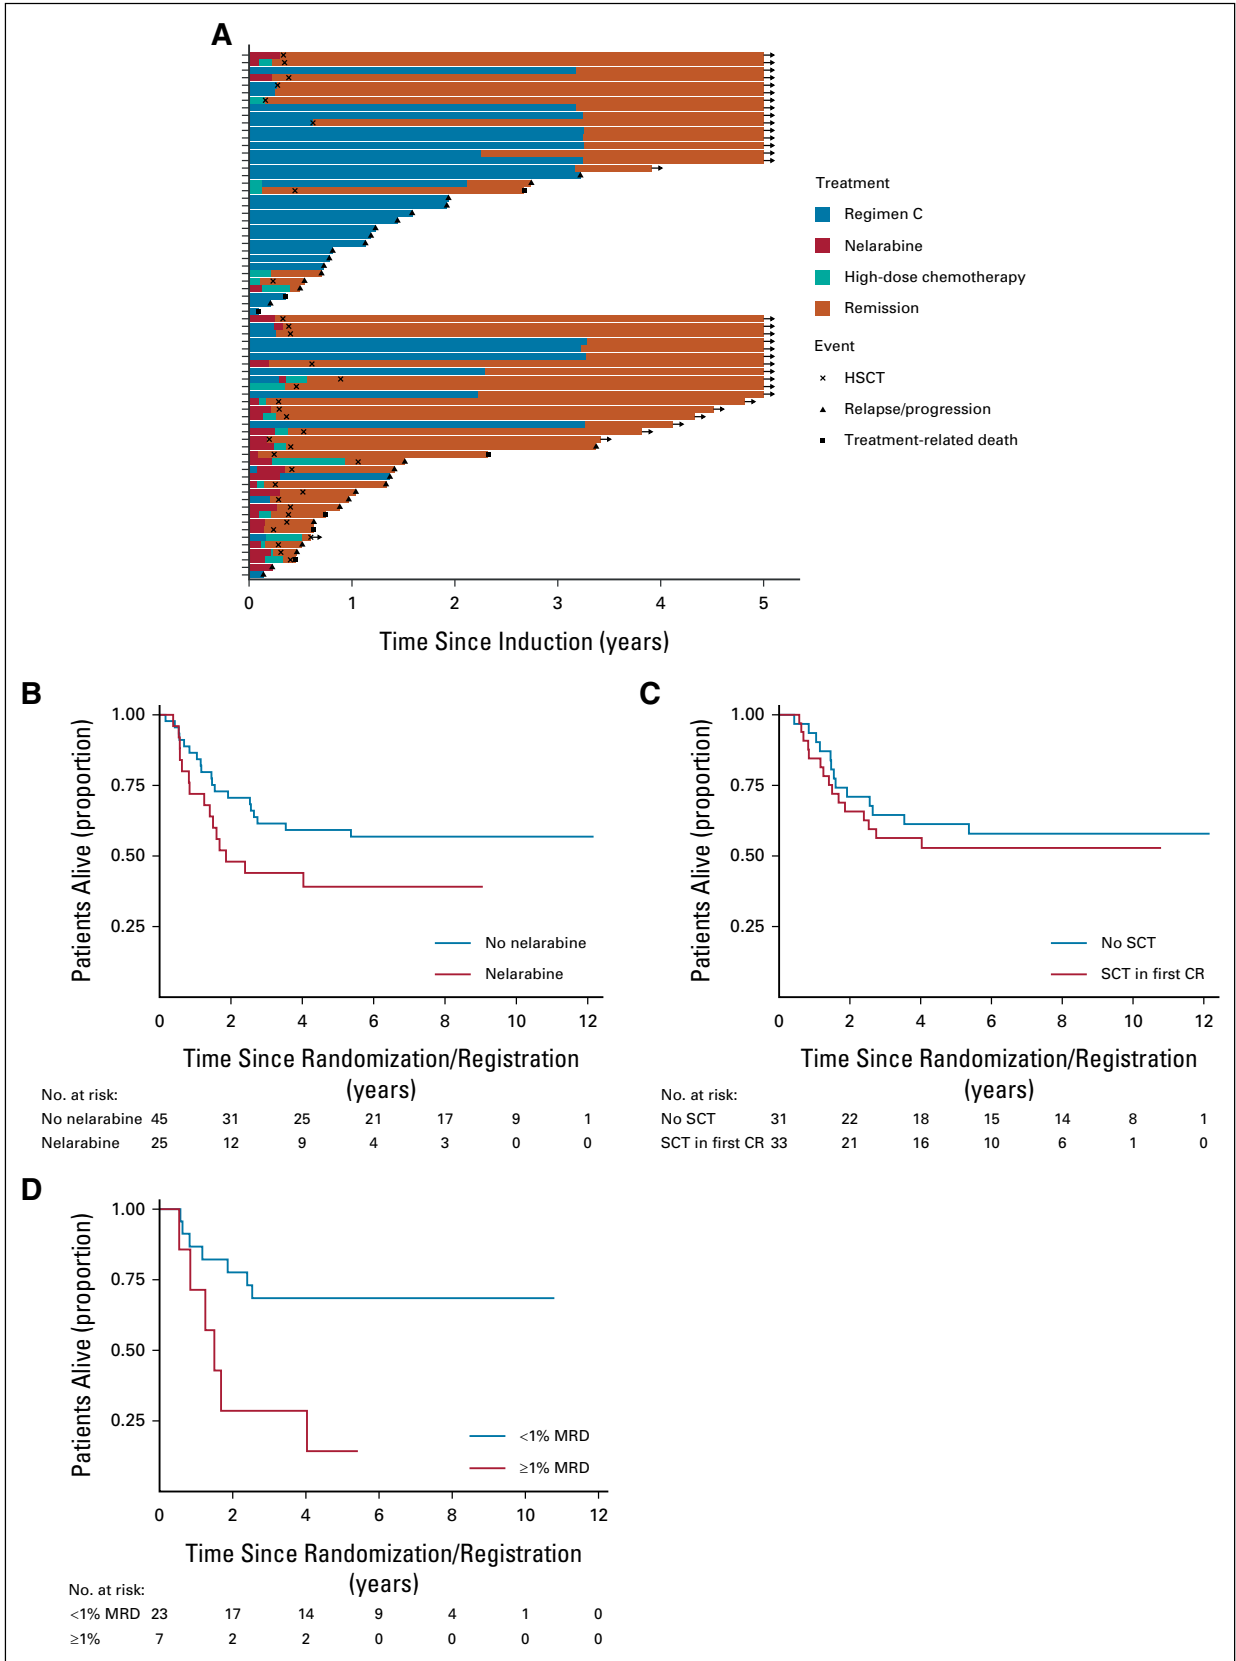 A
Treatment
Regimen C
Nelarabine
High-dose chemotherapy
Remission
Event
HSCT
Relapse/progression
Treatment-related death
0 1 2 3 4 5
Time Since Induction (years)
B
Patients Alive (proportion)
1.00
0.75
0.50
0.25
No nelarabine
Nelarabine
0 2 4 6 8 10 12
Time Since Randomization/Registration
(years)
No. at risk:
No nelarabine 45 31 25 21 17 9 1
Nelarabine 25 12 9 4 3 0 0
C
Patients Alive (proportion)
1.00
0.75
0.50
0.25
No SCT
SCT in first CR
0 2 4 6 8 10 12
Time Since Randomization/Registration
(years)
No. at risk:
No SCT 31 22 18 15 14 8 1
SCT in first CR 33 21 16 10 6 1 0
D
Patients Alive (proportion)
1.00
0.75
0.50
0.25
<1% MRD
≥1% MRD
0 2 4 6 8 10 12
Time Since Randomization/Registration
(years)
No. at risk:
<1% MRD 23 17 14 9 4 1 0
≥1% 7 2 2 0 0 0 0